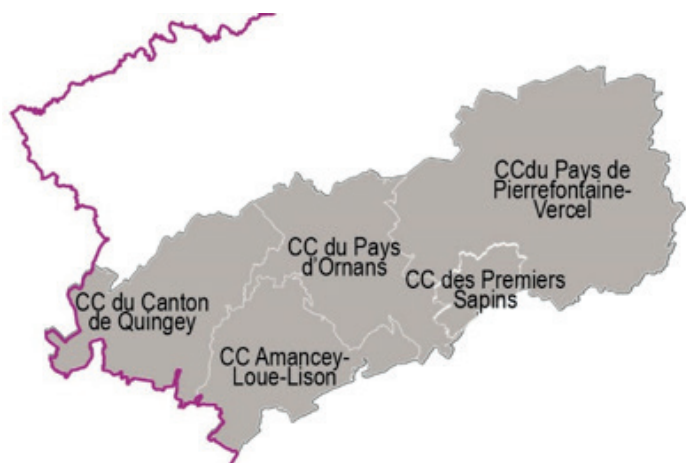 CCdu Pays de
Pierrefontaine-
Vercel
CC du Pays
d'Ornans
CC des Premiers
Sapins
CC du Canton
de Quingey
CC Amancey-
Loue-Lison